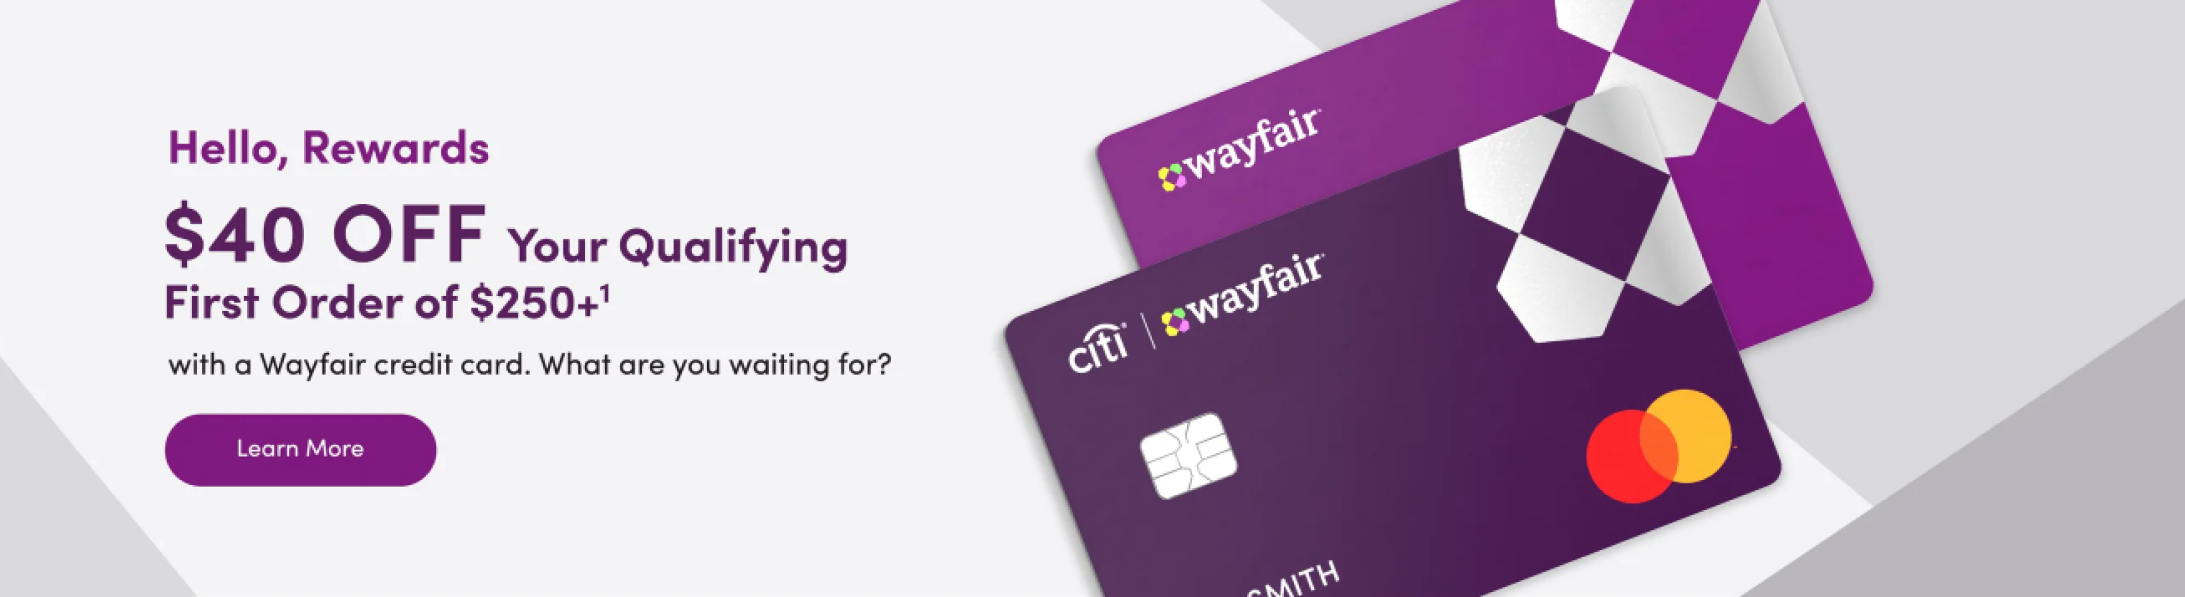 Hello, Rewards
$40 OFF Your Qualifying
First Order of $250+¹
with a Wayfair credit card. What are you waiting for?
Learn More
wayfair
citi | wayfair
SMITH